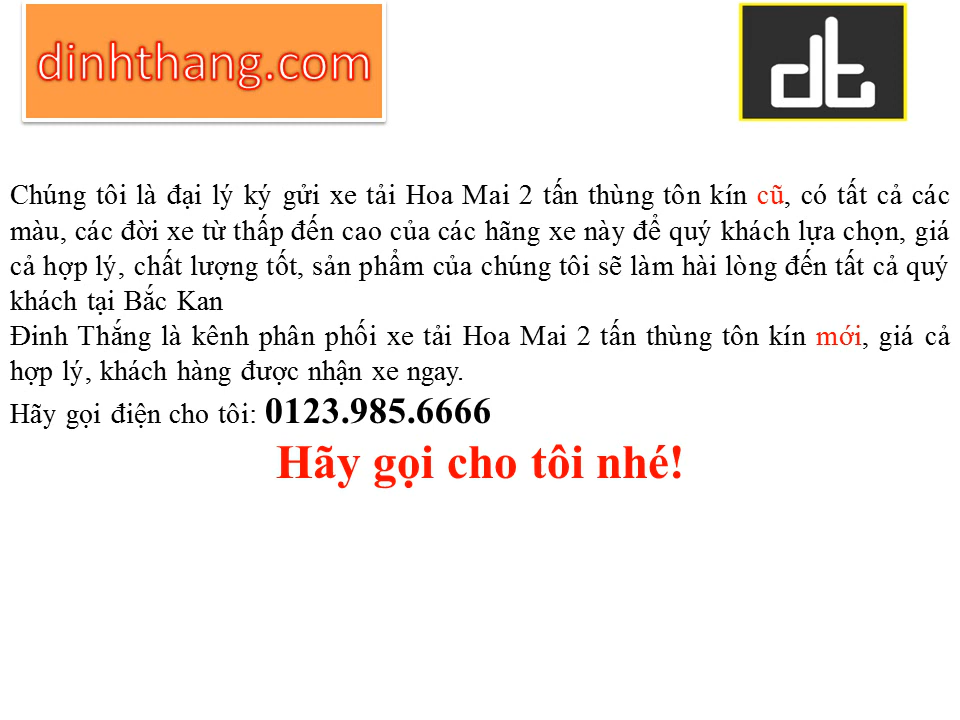 dinhthang.com
dt
Chúng tôi là đại lý ký gửi xe tải Hoa Mai 2 tấn thùng tôn kín cũ, có tất cả các
màu, các đời xe từ thấp đến cao của các hãng xe này để quý khách lựa chọn, giá
cả hợp lý, chất lượng tốt, sản phẩm của chúng tôi sẽ làm hài lòng đến tất cả quý
khách tại Bắc Kan
Đinh Thắng là kênh phân phối xe tải Hoa Mai 2 tấn thùng tôn kín mới, giá cả
hợp lý, khách hàng được nhận xe ngay.
Hãy gọi điện cho tôi: 0123.985.6666
Hãy gọi cho tôi nhé!